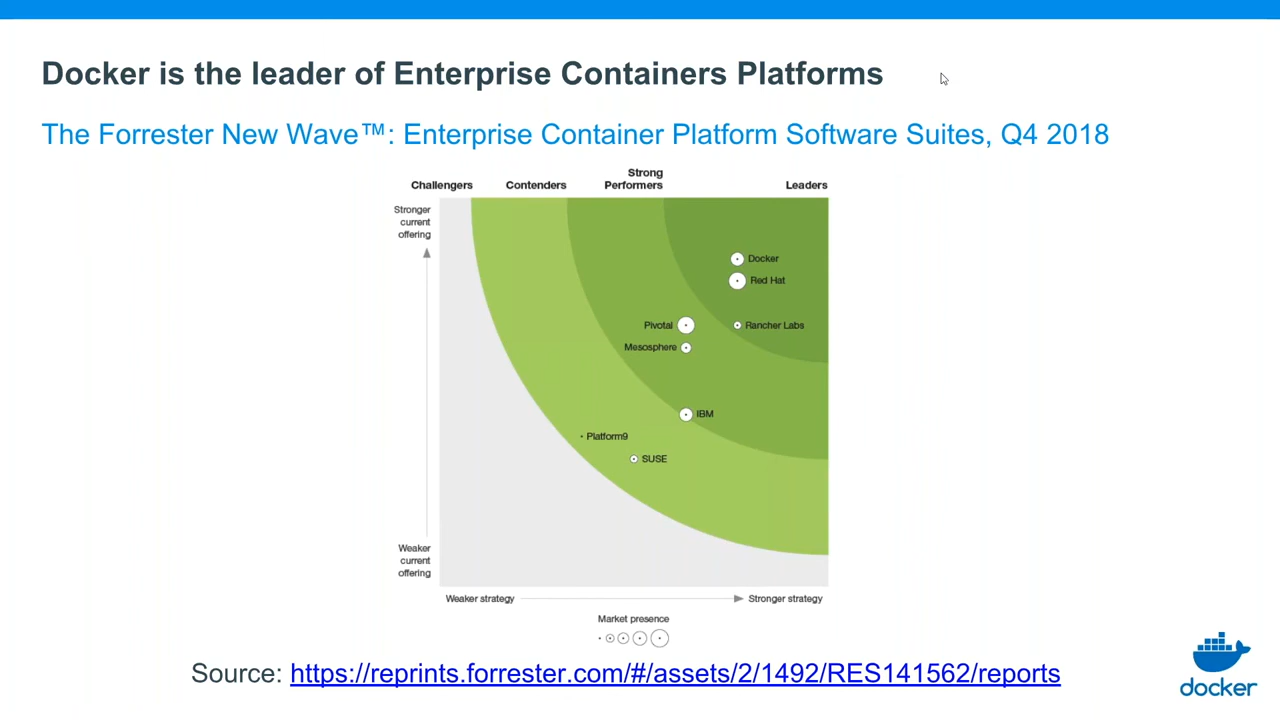 Docker is the leader of Enterprise Containers Platforms
The Forrester New Wave™: Enterprise Container Platform Software Suites, Q4 2018
Challengers
Contenders
Strong
Performers
Leaders
Stronger
current
offering
Docker
Red Hat
Pivotal
Rancher Labs
Mesosphere
IBM
Platform9
SUSE
Weaker
current
offering
Weaker strategy
Stronger strategy
Market presence
Source: https://reprints.forrester.com/#/assets/2/1492/RES141562/reports
docker